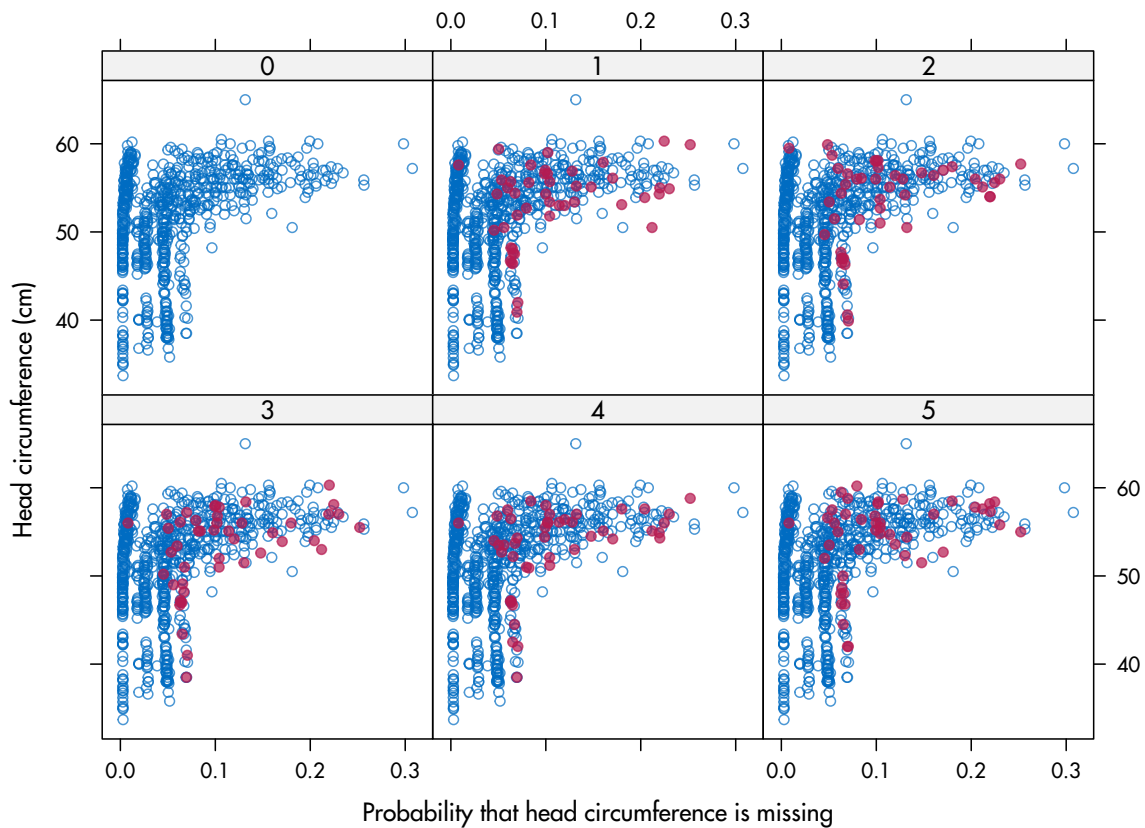 0.0 0.1 0.2 0.3
0 1 2
60
50
40
Head circumference (cm)
3 4 5
60
50
40
0.0 0.1 0.2 0.3 0.0 0.1 0.2 0.3
Probability that head circumference is missing